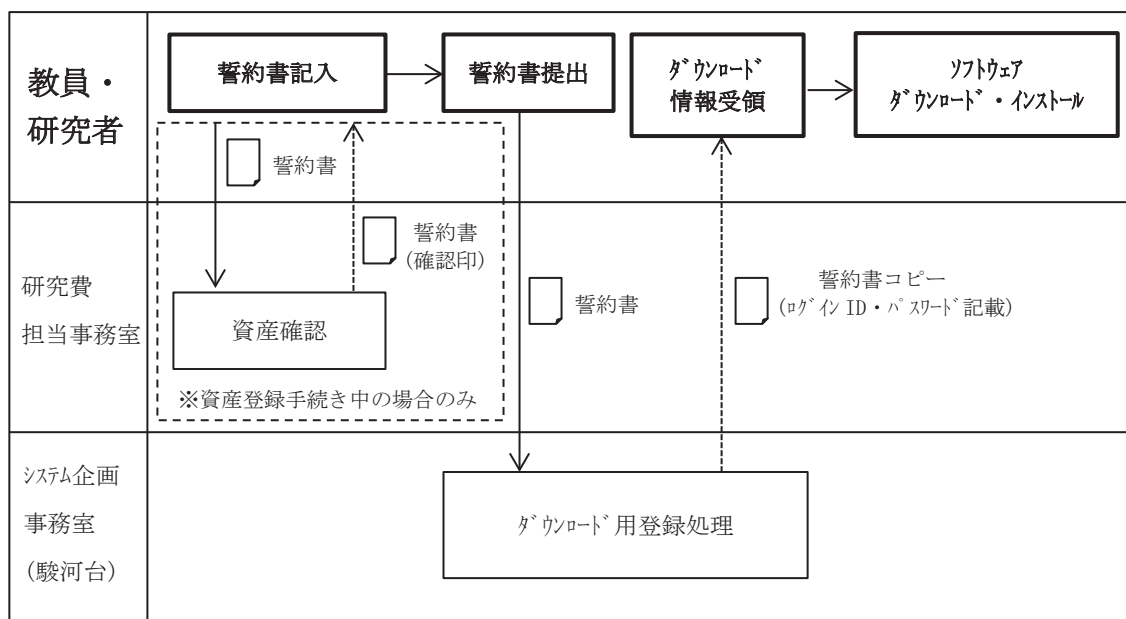 教員・
研究者
誓約書記入
誓約書提出
ﾀﾞｳﾝﾛｰﾄﾞ
情報受領
ｿﾌﾄｳｪｱ
ﾀﾞｳﾝﾛｰﾄﾞ・ｲﾝｽﾄｰﾙ
誓約書
誓約書
(確認印)
研究費
担当事務室
資産確認
※資産登録手続き中の場合のみ
誓約書
誓約書コピー
(ﾛｸﾞｲﾝ ID・ﾊﾟｽﾜｰﾄﾞ記載)
ｼｽﾃﾑ企画
事務室
(駿河台)
ﾀﾞｳﾝﾛｰﾄﾞ用登録処理